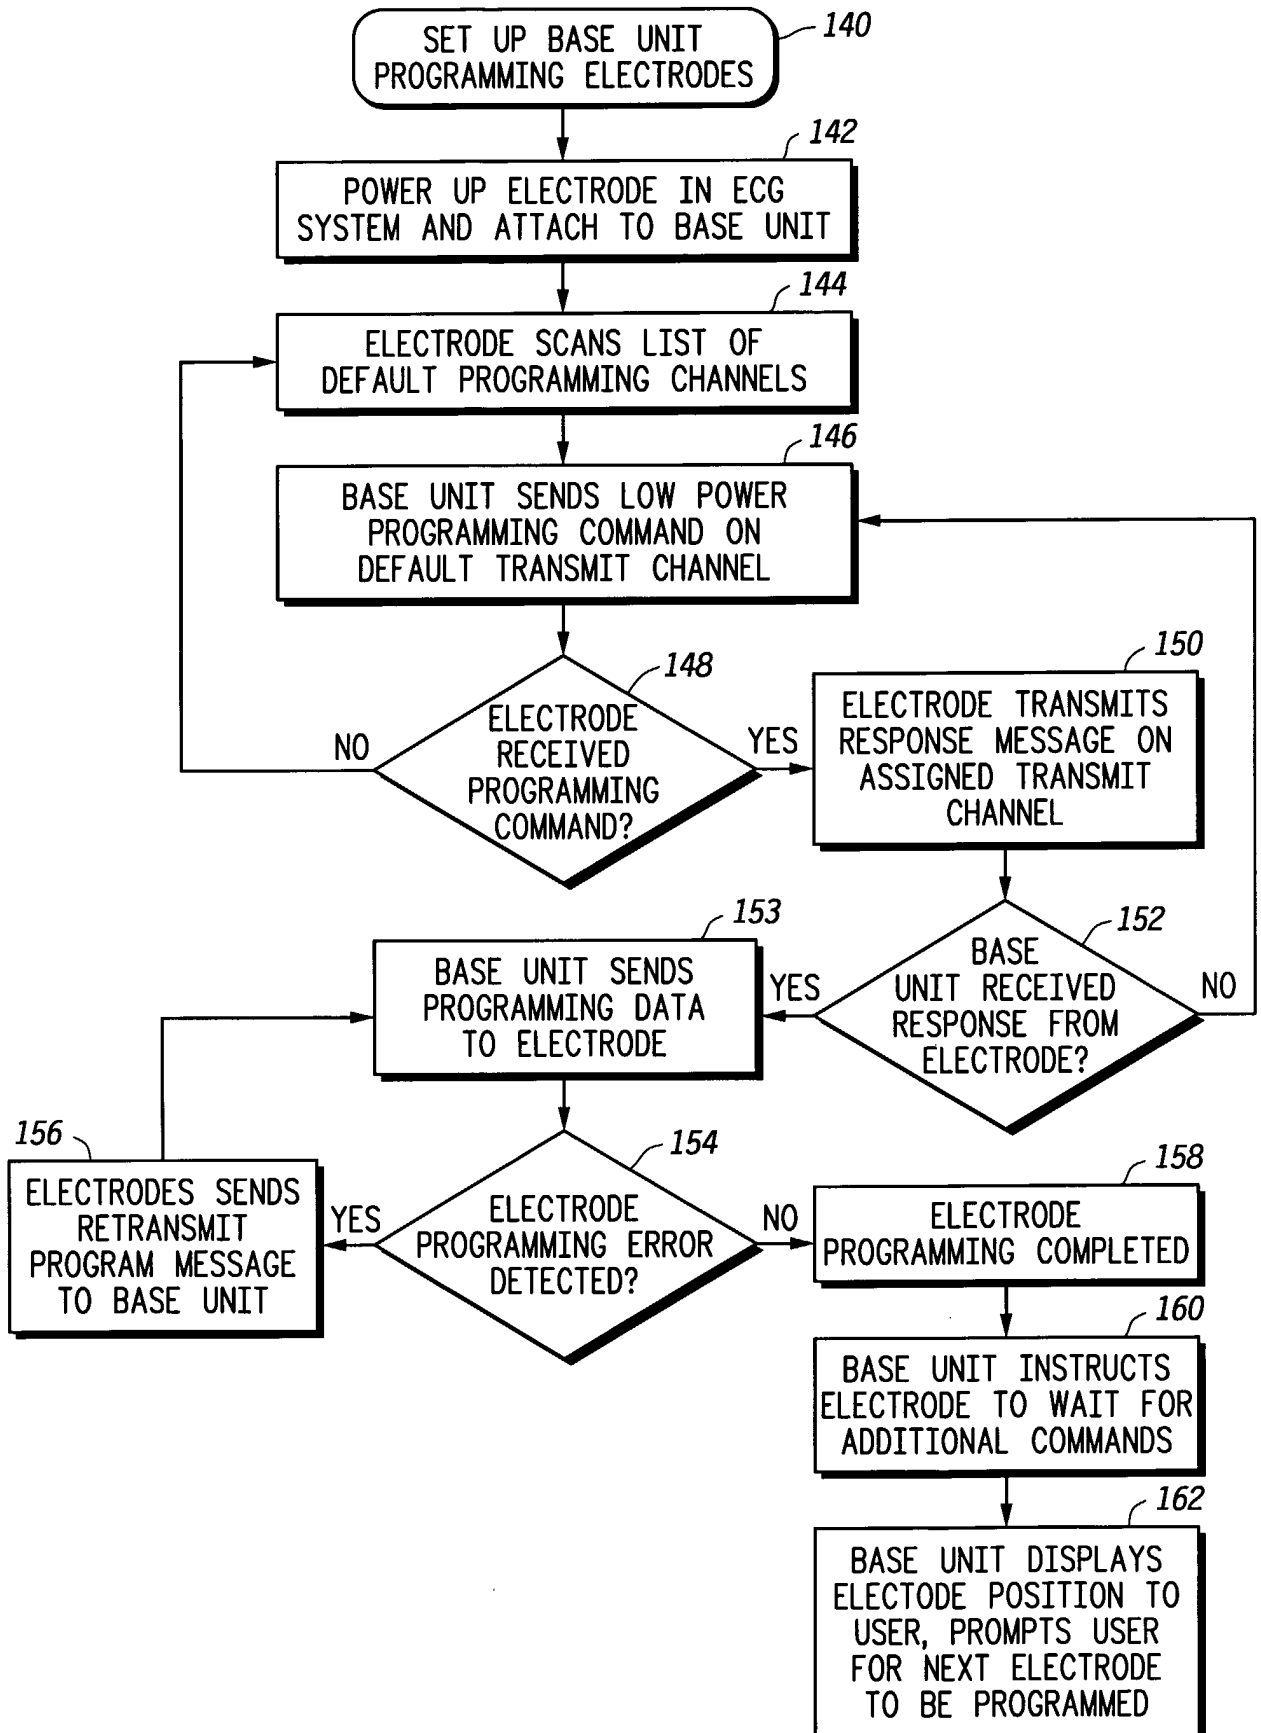 SET UP BASE UNIT
PROGRAMMING ELECTRODES
140
142
POWER UP ELECTRODE IN ECG
SYSTEM AND ATTACH TO BASE UNIT
144
ELECTRODE SCANS LIST OF
DEFAULT PROGRAMMING CHANNELS
146
BASE UNIT SENDS LOW POWER
PROGRAMMING COMMAND ON
DEFAULT TRANSMIT CHANNEL
148
ELECTRODE
RECEIVED
PROGRAMMING
COMMAND?
NO
YES
150
ELECTRODE TRANSMITS
RESPONSE MESSAGE ON
ASSIGNED TRANSMIT
CHANNEL
152
BASE
UNIT RECEIVED
RESPONSE FROM
ELECTRODE?
YES
NO
153
BASE UNIT SENDS
PROGRAMMING DATA
TO ELECTRODE
154
ELECTRODE
PROGRAMMING ERROR
DETECTED?
YES
NO
156
ELECTRODES SENDS
RETRANSMIT
PROGRAM MESSAGE
TO BASE UNIT
158
ELECTRODE
PROGRAMMING COMPLETED
160
BASE UNIT INSTRUCTS
ELECTRODE TO WAIT FOR
ADDITIONAL COMMANDS
162
BASE UNIT DISPLAYS
ELECTODE POSITION TO
USER, PROMPTS USER
FOR NEXT ELECTRODE
TO BE PROGRAMMED